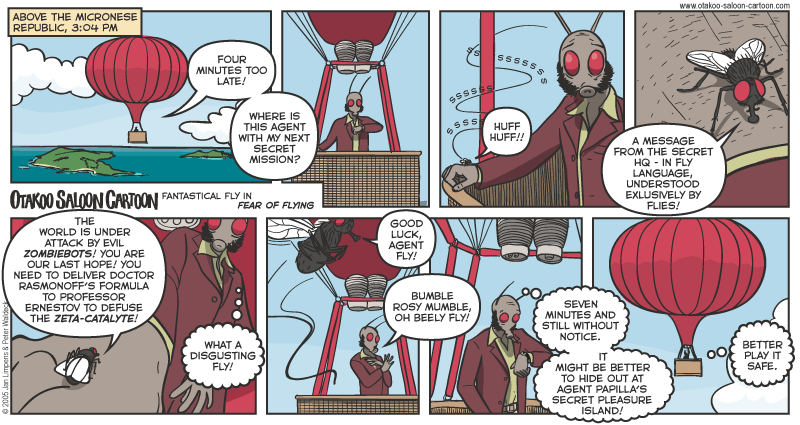 www.otakoo-saloon-cartoon.com
ABOVE THE MICRONESE
REPUBLIC, 3:04 PM
FOUR
MINUTES TOO
LATE!
WHERE IS
THIS AGENT
WITH MY NEXT
SECRET
MISSION?
SSSSSSSSSS
SSSSSS
SSSSSS
HUFF
HUFF!!
A MESSAGE
FROM THE SECRET
HQ - IN FLY
LANGUAGE,
UNDERSTOOD
EXLUSIVELY BY
FLIES!
OTAKOO SALOON CARTOON
FANTASTICAL FLY IN
FEAR OF FLYING
THE
WORLD IS UNDER
ATTACK BY EVIL
ZOMBIEBOTS! YOU ARE
OUR LAST HOPE! YOU
NEED TO DELIVER DOCTOR
RASMONOFF'S FORMULA
TO PROFESSOR
ERNESTOV TO DEFUSE
THE ZETA-CATALYTE!
WHAT A
DISGUSTING
FLY!
GOOD
LUCK,
AGENT
FLY!
BUMBLE
ROSY MUMBLE,
OH BEELY FLY!
SEVEN
MINUTES AND
STILL WITHOUT
NOTICE.
IT
MIGHT BE BETTER
TO HIDE OUT AT
AGENT PAPILLA'S
SECRET PLEASURE
ISLAND!
BETTER
PLAY IT
SAFE.
© 2005 Jan Limpens & Peter Waldeck